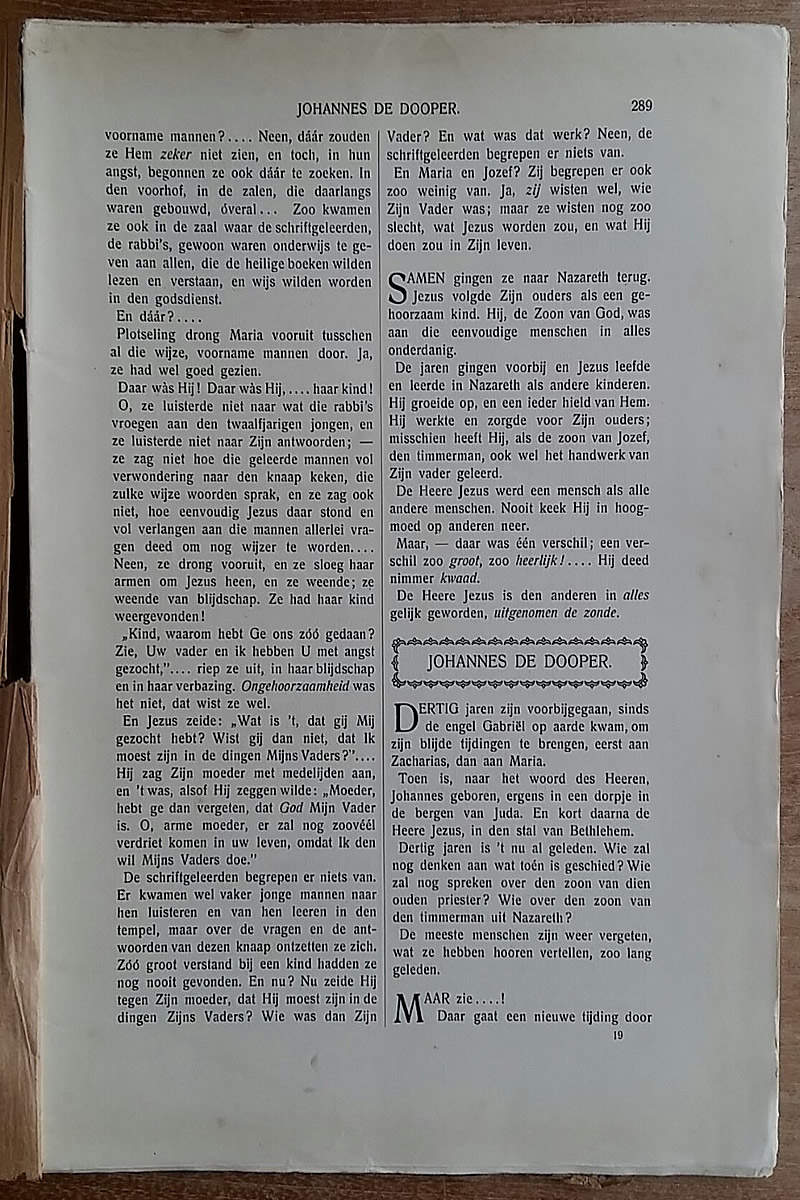 JOHANNES DE DOOPER.
289
voorname mannen?.... Neen, dáár zouden
ze Hem zeker niet zien, en toch, in hun
angst, begonnen ze ook dáár te zoeken. In
den voorhof, in de zalen, die daarlangs
waren gebouwd, óveral... Zoo kwamen
ze ook in de zaal waar de schriftgeleerden,
de rabbi's, gewoon waren onderwijs te ge-
ven aan allen, die de heilige boeken wilden
lezen en verstaan, en wijs wilden worden
in den godsdienst.
En dáár?....
Plotseling drong Maria vooruit tusschen
al die wijze, voorname mannen door. Ja,
ze had wel goed gezien.
Daar wàs Hij! Daar wàs Hij,.... haar kind!
O, ze luisterde niet naar wat die rabbi's
vroegen aan den twaalfjarigen jongen, en
ze luisterde niet naar Zijn antwoorden; —
ze zag niet hoe die geleerde mannen vol
verwondering naar den knaap keken, die
zulke wijze woorden sprak, en ze zag ook
niet, hoe eenvoudig Jezus daar stond en
vol verlangen aan die mannen allerlei vra-
gen deed om nog wijzer te worden....
Neen, ze drong vooruit, en ze sloeg haar
armen om Jezus heen, en ze weende; ze
weende van blijdschap. Ze had haar kind
weergevonden!
„Kind, waarom hebt Ge ons zóó gedaan?
Zie, Uw vader en ik hebben U met angst
gezocht,”.... riep ze uit, in haar blijdschap
en in haar verbazing. Ongehoorzaamheid was
het niet, dat wist ze wel.
En Jezus zeide: „Wat is 't, dat gij Mij
gezocht hebt? Wist gij dan niet, dat Ik
moest zijn in de dingen Mijns Vaders?”....
Hij zag Zijn moeder met medelijden aan,
en 't was, alsof Hij zeggen wilde: „Moeder,
hebt ge dan vergeten, dat God Mijn Vader
is. O, arme moeder, er zal nog zoovéél
verdriet komen in uw leven, omdat Ik den
wil Mijns Vaders doe.”
De schriftgeleerden begrepen er niets van.
Er kwamen wel vaker jonge mannen naar
hen luisteren en van hen leeren in den
tempel, maar over de vragen en de ant-
woorden van dezen knaap ontzetten ze zich.
Zóó groot verstand bij een kind hadden ze
nog nooit gevonden. En nu? Nu zeide Hij
tegen Zijn moeder, dat Hij moest zijn in de
dingen Zijns Vaders? Wie was dan Zijn
Vader? En wat was dat werk? Neen, de
schriftgeleerden begrepen er niets van.
En Maria en Jozef? Zij begrepen er ook
zoo weinig van. Ja, zij wisten wel, wie
Zijn Vader was; maar ze wisten nog zoo
slecht, wat Jezus worden zou, en wat Hij
doen zou in Zijn leven.
SAMEN gingen ze naar Nazareth terug.
Jezus volgde Zijn ouders als een ge-
hoorzaam kind. Hij, de Zoon van God, was
aan die eenvoudige menschen in alles
onderdanig.
De jaren gingen voorbij en Jezus leefde
en leerde in Nazareth als andere kinderen.
Hij groeide op, en een ieder hield van Hem.
Hij werkte en zorgde voor Zijn ouders;
misschien heeft Hij, als de zoon van Jozef,
den timmerman, ook wel het handwerk van
Zijn vader geleerd.
De Heere Jezus werd een mensch als alle
andere menschen. Nooit keek Hij in hoog-
moed op anderen neer.
Maar, — daar was één verschil; een ver-
schil zoo groot, zoo heerlijk!.... Hij deed
nimmer kwaad.
De Heere Jezus is den anderen in alles
gelijk geworden, uitgenomen de zonde.
JOHANNES DE DOOPER.
DERTIG jaren zijn voorbijgegaan, sinds
de engel Gabriël op aarde kwam, om
zijn blijde tijdingen te brengen, eerst aan
Zacharias, dan aan Maria.
Toen is, naar het woord des Heeren,
Johannes geboren, ergens in een dorpje in
de bergen van Juda. En kort daarna de
Heere Jezus, in den stal van Bethlehem.
Dertig jaren is 't nu al geleden. Wie zal
nog denken aan wat toén is geschied? Wie
zal nog spreken over den zoon van dien
ouden priester? Wie over den zoon van
den timmerman uit Nazareth?
De meeste menschen zijn weer vergeten,
wat ze hebben hooren vertellen, zoo lang
geleden.
MAAR zie....!
Daar gaat een nieuwe tijding door
19